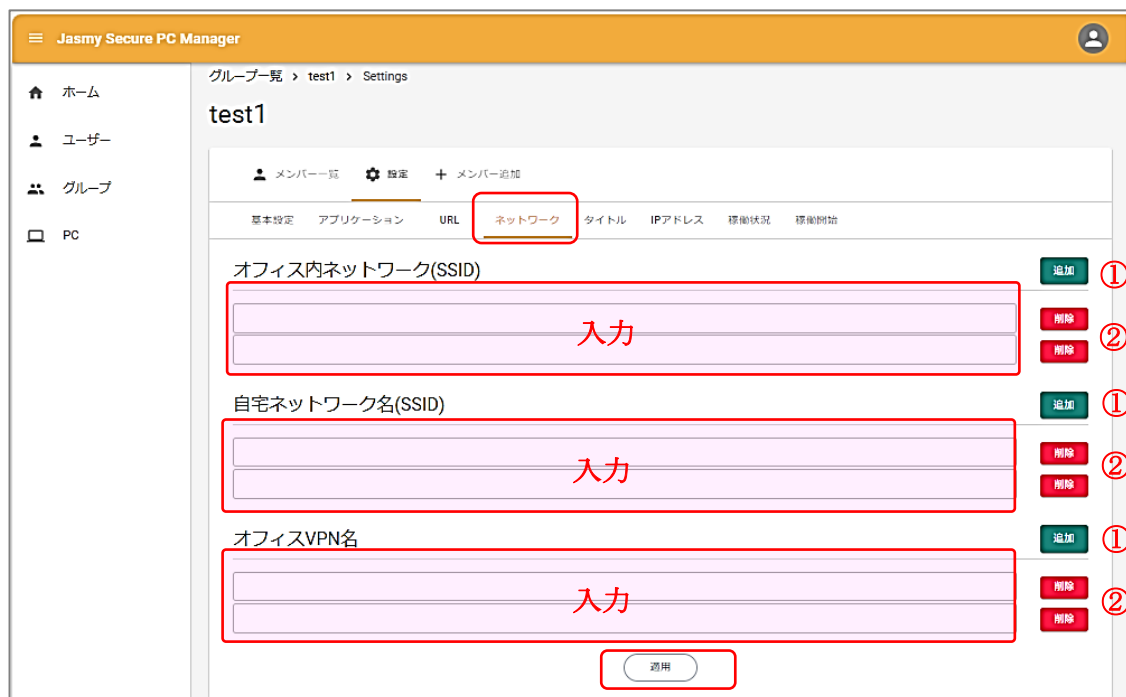 Jasmy Secure PC Manager
グループ一覧 > test1 > Settings
ホーム
test1
ユーザー
メンバー一覧 設定 + メンバー追加
グループ
基本設定 アプリケーション URL ネットワーク タイトル IPアドレス 稼働状況 稼働開始
PC
オフィス内ネットワーク(SSID) 追加 ①
入力 削除 ②
削除
自宅ネットワーク名(SSID) 追加 ①
入力 削除 ②
削除
オフィスVPN名 追加 ①
入力 削除 ②
削除
適用